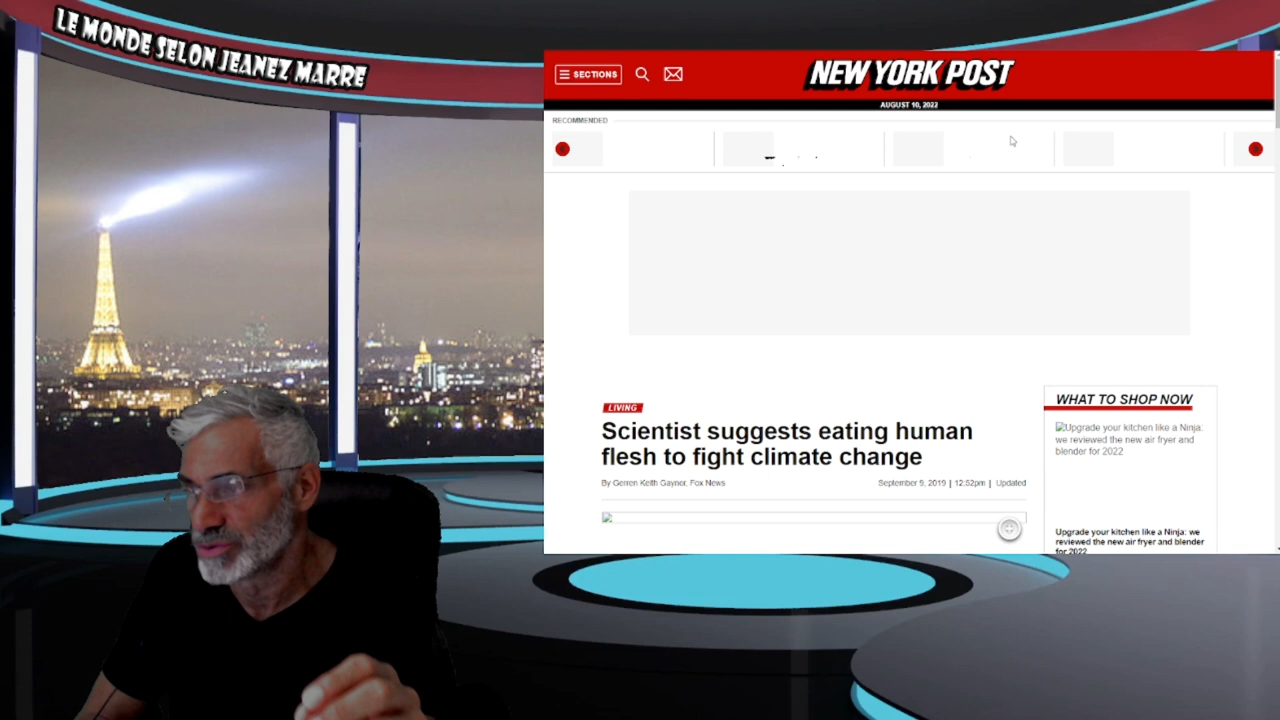 LE MONDE SELON JEANEZ MARRE
SECTIONS
NEW YORK POST
AUGUST 10, 2022
RECOMMENDED
LIVING
Scientist suggests eating human
flesh to fight climate change
By Gerren Keith Gaynor, Fox News
September 9, 2019 | 12:52pm | Updated
WHAT TO SHOP NOW
Upgrade your kitchen like a Ninja:
we reviewed the new air fryer and
blender for 2022
Upgrade your kitchen like a Ninja: we
reviewed the new air fryer and blender
for 2022